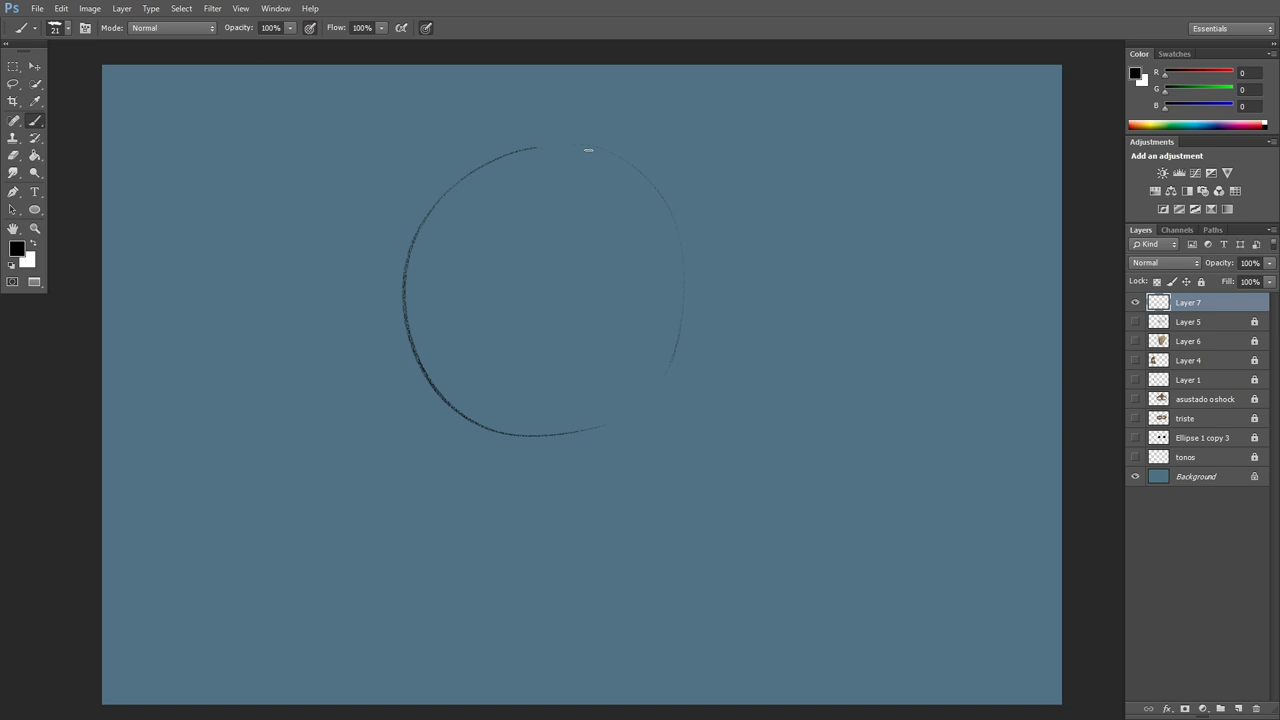 Ps File Edit Image Layer Type Select Filter View Window Help
21 Mode: Normal Opacity: 100% Flow: 100% Essentials
Color Swatches
R 0
G 0
B 0
Adjustments
Add an adjustment
Layers Channels Paths
Kind
Normal Opacity: 100%
Lock: Fill: 100%
Layer 7
Layer 5
Layer 6
Layer 4
Layer 1
asustado o shock
triste
Ellipse 1 copy 3
tonos
Background
fx